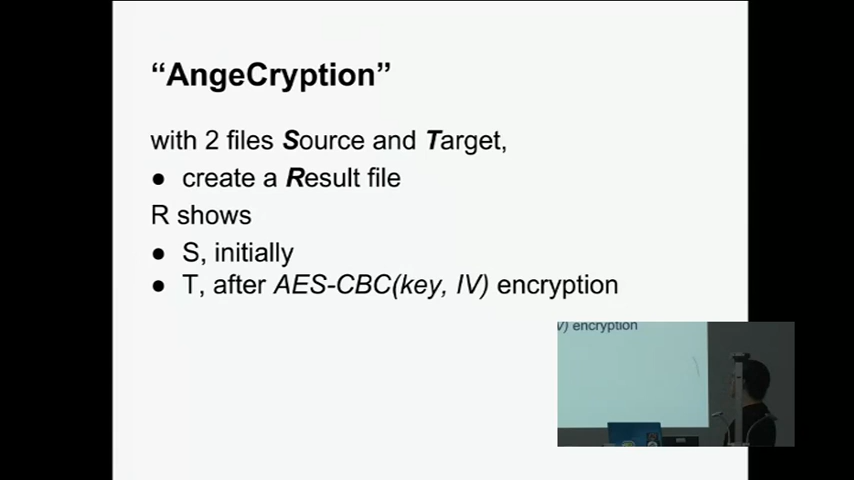 “AngeCryption”
with 2 files Source and Target,
● create a Result file
R shows
● S, initially
● T, after AES-CBC(key, IV) encryption
V) encryption